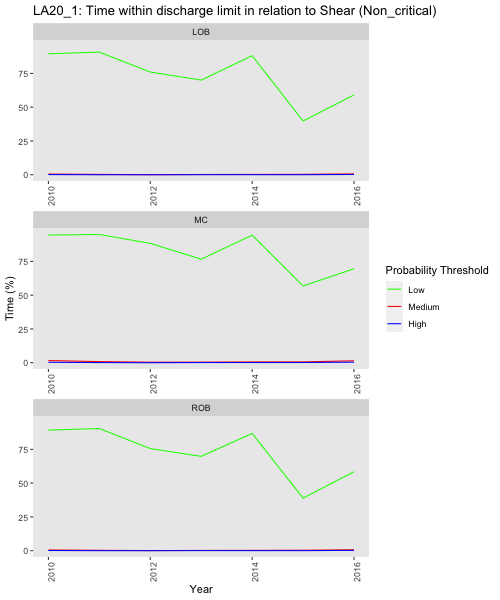 LA20_1: Time within discharge limit in relation to Shear (Non_critical)
LOB
75
50
25
0
2010
2012
2014
2016
MC
75
50
25
0
2010
2012
2014
2016
ROB
75
50
25
0
2010
2012
2014
2016
Time (%)
Year
Probability Threshold
Low
Medium
High